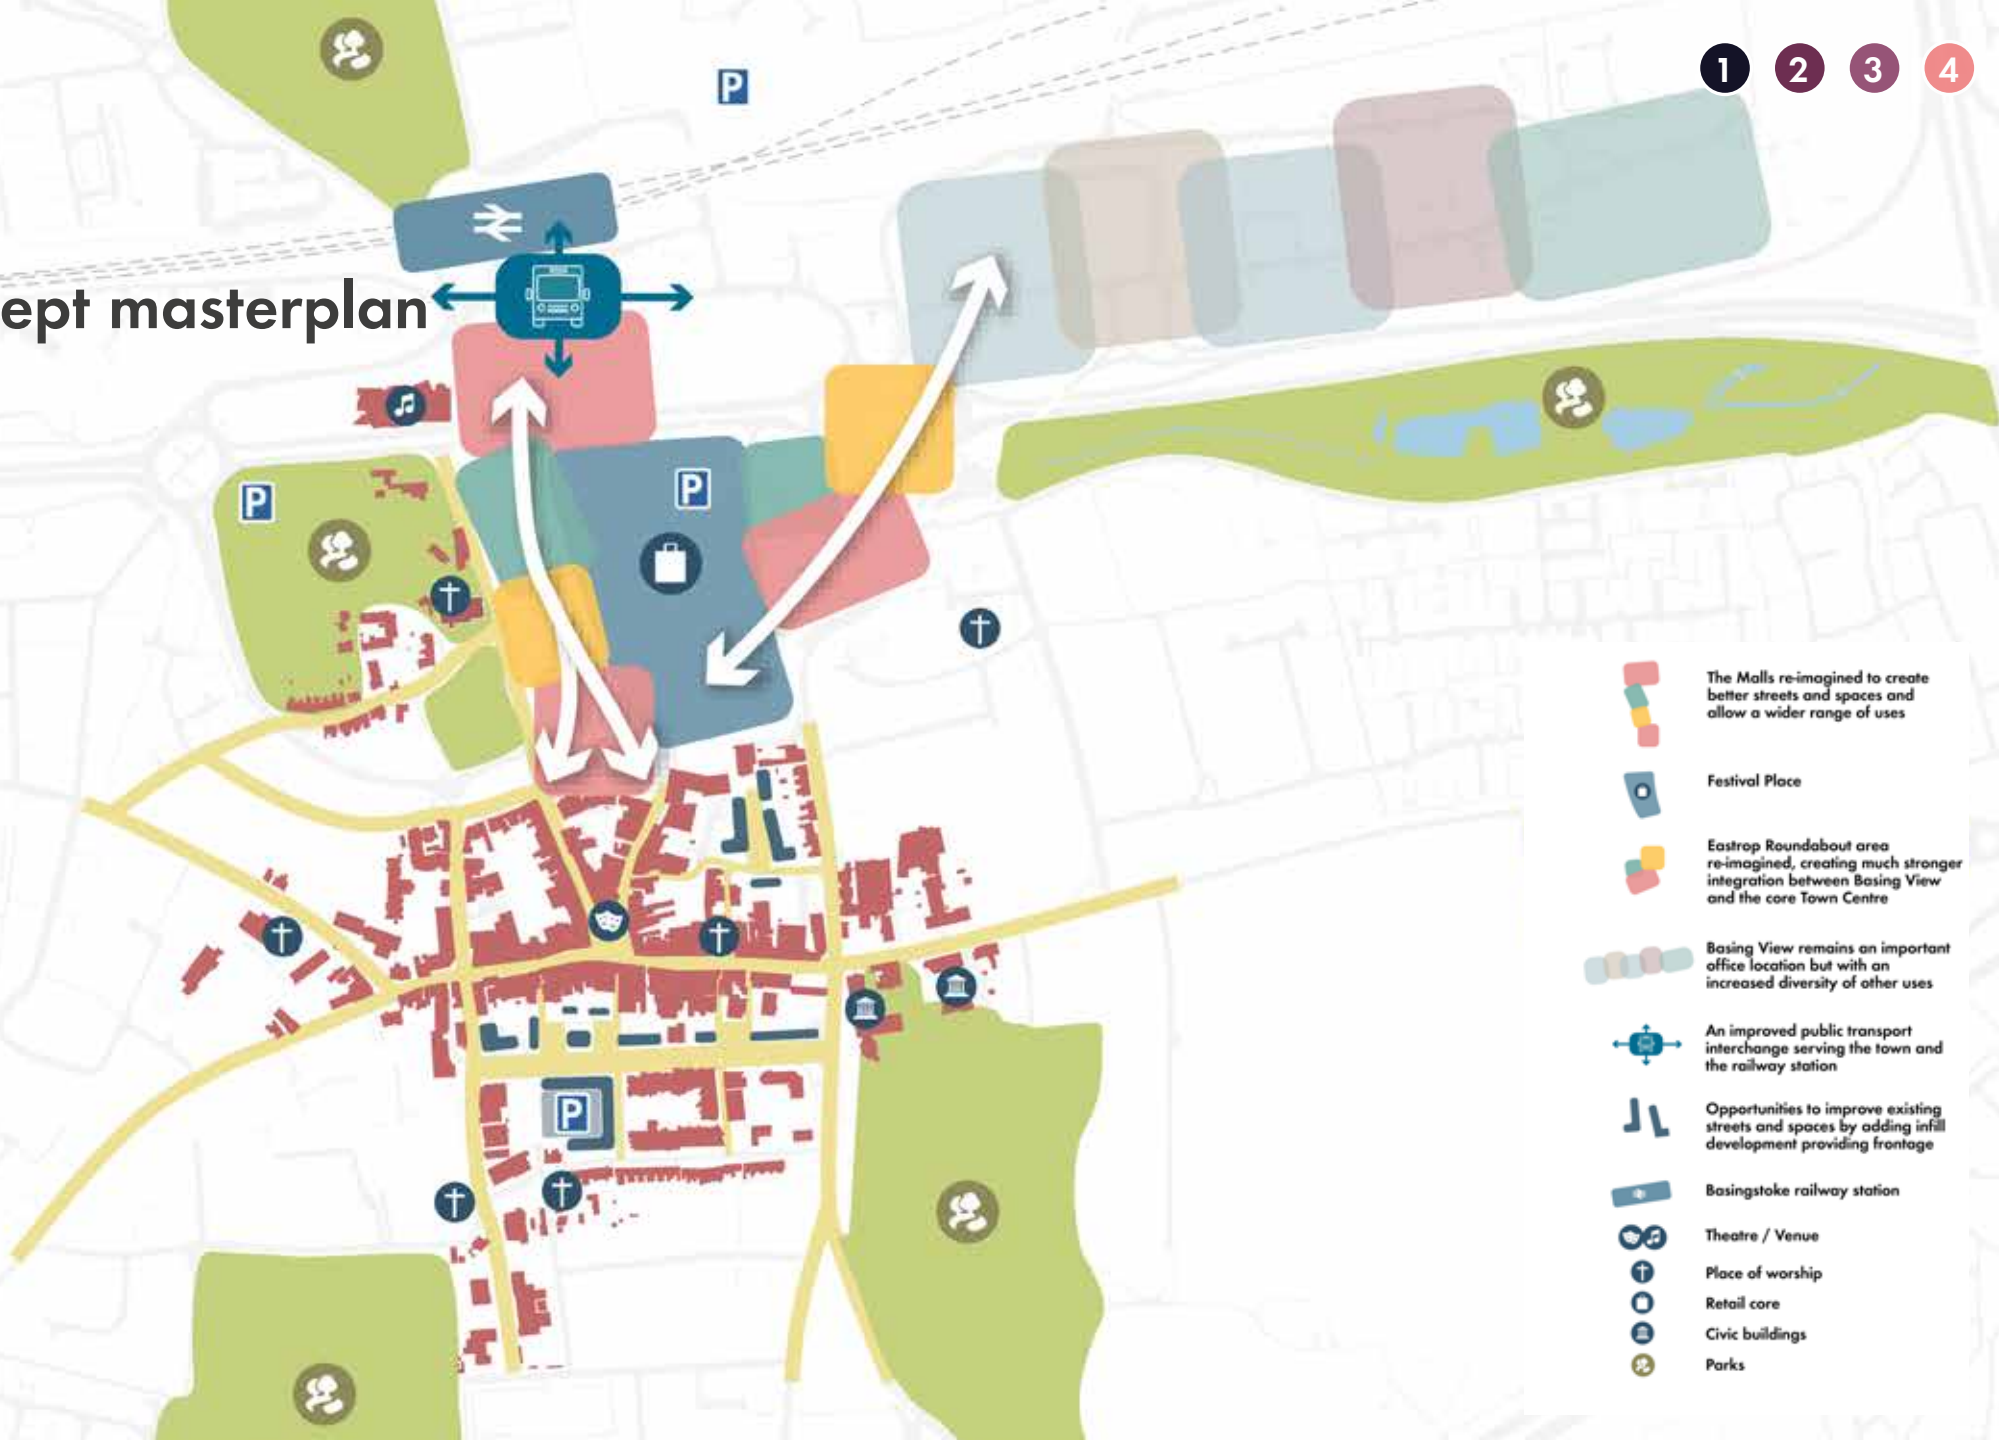 1 2 3 4
P
ept masterplan
P
P
P
The Malls re-imagined to create
better streets and spaces and
allow a wider range of uses
Festival Place
Eastrop Roundabout area
re-imagined, creating much stronger
integration between Basing View
and the core Town Centre
Basing View remains an important
office location but with an
increased diversity of other uses
An improved public transport
interchange serving the town and
the railway station
Opportunities to improve existing
streets and spaces by adding infill
development providing frontage
Basingstoke railway station
Theatre / Venue
Place of worship
Retail core
Civic buildings
Parks